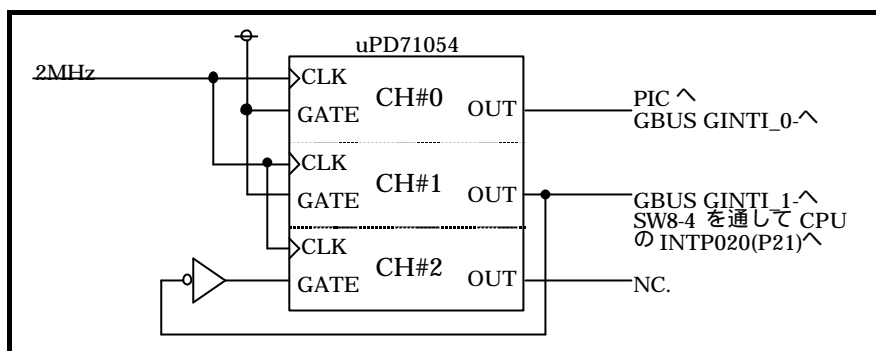 uPD71054
2MHz
CLK
CH#0
GATE
OUT
PIC へ
GBUS GINTI_0-へ
CLK
CH#1
GATE
OUT
GBUS GINTI_1-へ
SW8-4 を通して CPU
の INTP020(P21)へ
CLK
CH#2
GATE
OUT
NC.